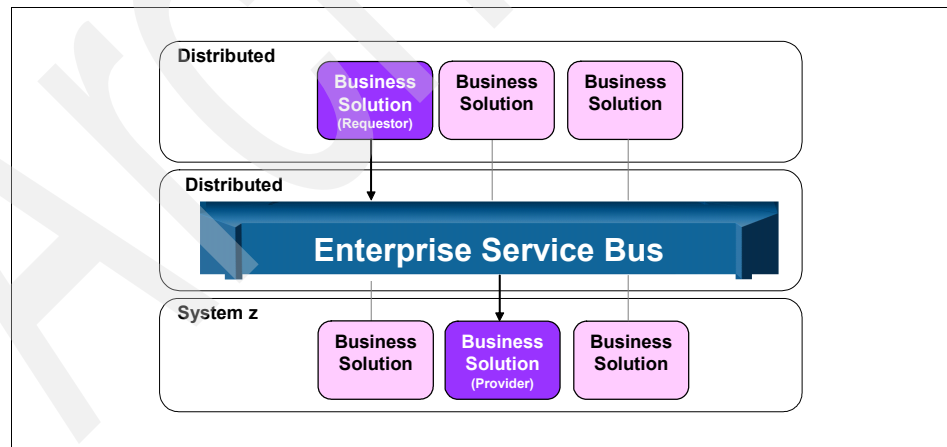 Distributed
Business
Solution
(Requestor)
Business
Solution
Business
Solution
Distributed
Enterprise Service Bus
System z
Business
Solution
Business
Solution
(Provider)
Business
Solution